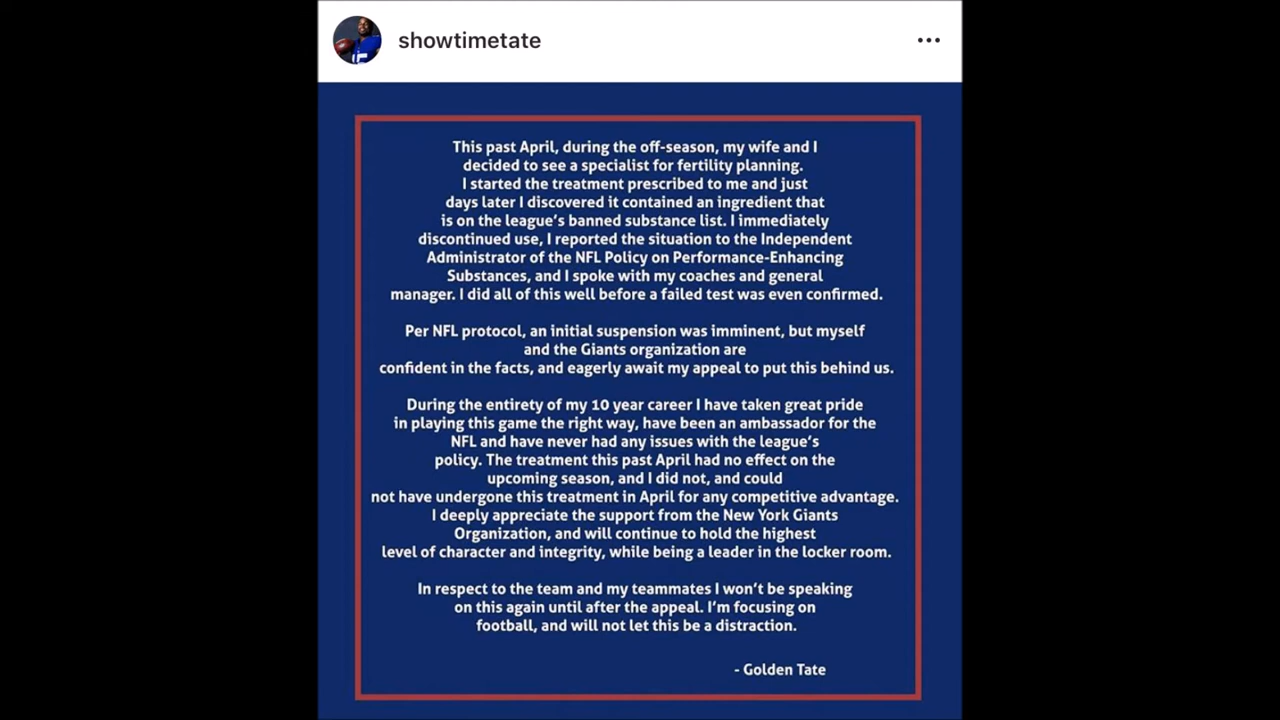 showtimetate
This past April, during the off-season, my wife and I
decided to see a specialist for fertility planning.
I started the treatment prescribed to me and just
days later I discovered it contained an ingredient that
is on the league's banned substance list. I immediately
discontinued use, I reported the situation to the Independent
Administrator of the NFL Policy on Performance-Enhancing
Substances, and I spoke with my coaches and general
manager. I did all of this well before a failed test was even confirmed.
Per NFL protocol, an initial suspension was imminent, but myself
and the Giants organization are
confident in the facts, and eagerly await my appeal to put this behind us.
During the entirety of my 10 year career I have taken great pride
in playing this game the right way, have been an ambassador for the
NFL and have never had any issues with the league's
policy. The treatment this past April had no effect on the
upcoming season, and I did not, and could
not have undergone this treatment in April for any competitive advantage.
I deeply appreciate the support from the New York Giants
Organization, and will continue to hold the highest
level of character and integrity, while being a leader in the locker room.
In respect to the team and my teammates I won't be speaking
on this again until after the appeal. I'm focusing on
football, and will not let this be a distraction.
- Golden Tate